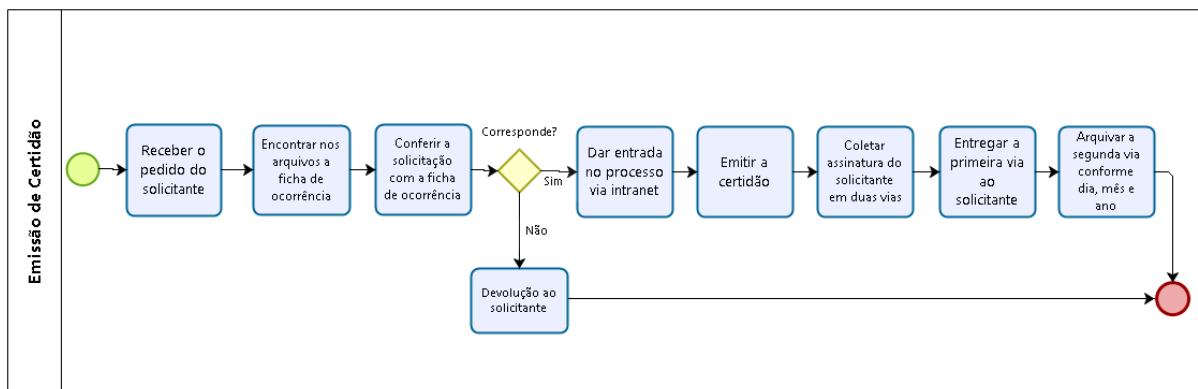 Emissão de Certidão
Receber o
pedido do
solicitante
Encontrar nos
arquivos a
ficha de
ocorrência
Conferir a
solicitação
com a ficha
de ocorrência
Corresponde?
Sim
Não
Devolução ao
solicitante
Dar entrada
no processo
via intranet
Emitir a
certidão
Coletar
assinatura do
solicitante
em duas vias
Entregar a
primeira via
ao
solicitante
Arquivar a
segunda via
conforme
dia, mês e
ano